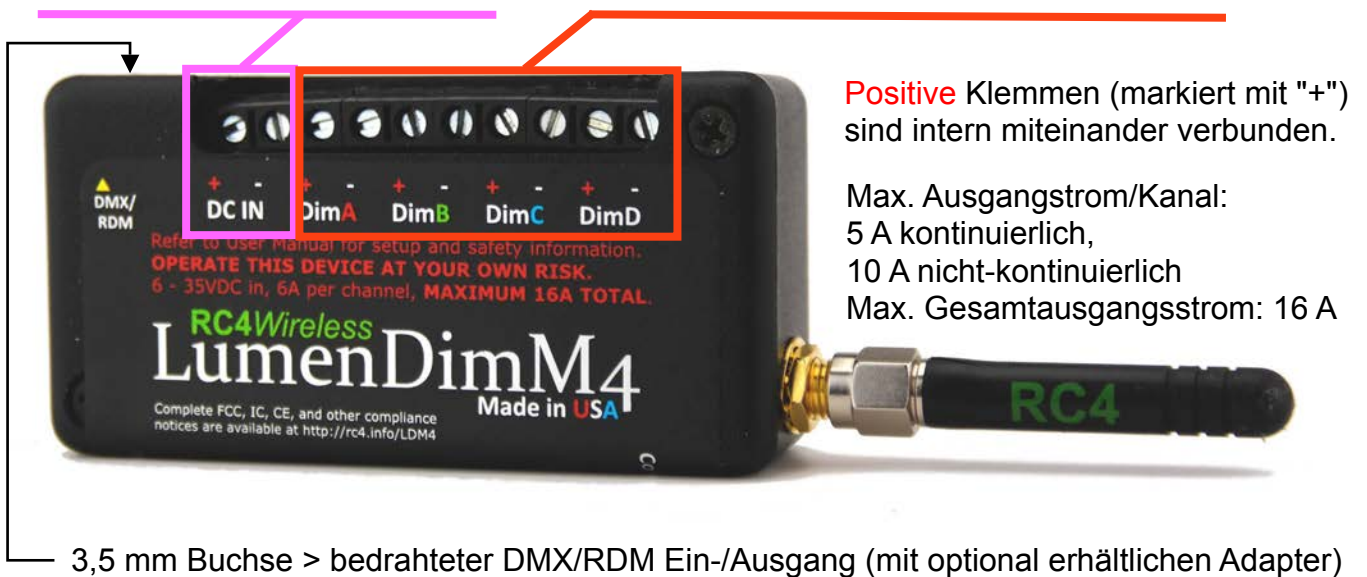 Positive Klemmen (markiert mit "+")
sind intern miteinander verbunden.
Max. Ausgangstrom/Kanal:
5 A kontinuierlich,
10 A nicht-kontinuierlich
Max. Gesamtausgangsstrom: 16 A
DMX/
RDM
+ - + - + - + - + -
DC IN DimA DimB DimC DimD
Refer to User Manual for setup and safety information.
OPERATE THIS DEVICE AT YOUR OWN RISK.
6 - 35VDC in, 6A per channel, MAXIMUM 16A TOTAL.
RC4Wireless
LumenDimM4
Made in USA
Complete FCC, IC, CE, and other compliance
notices are available at http://rc4.info/LDM4
RC4
3,5 mm Buchse > bedrahteter DMX/RDM Ein-/Ausgang (mit optional erhältlichen Adapter)